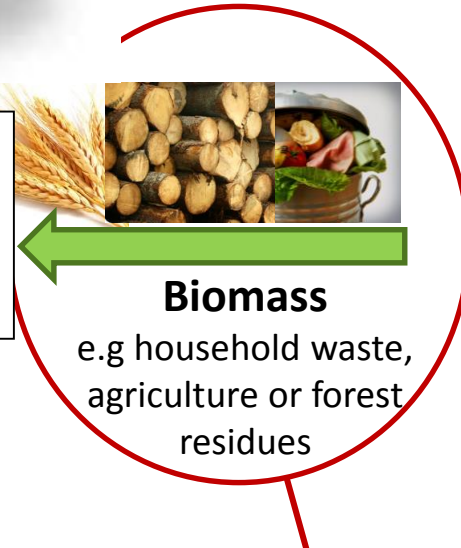 Biomass
e.g household waste,
agriculture or forest
residues